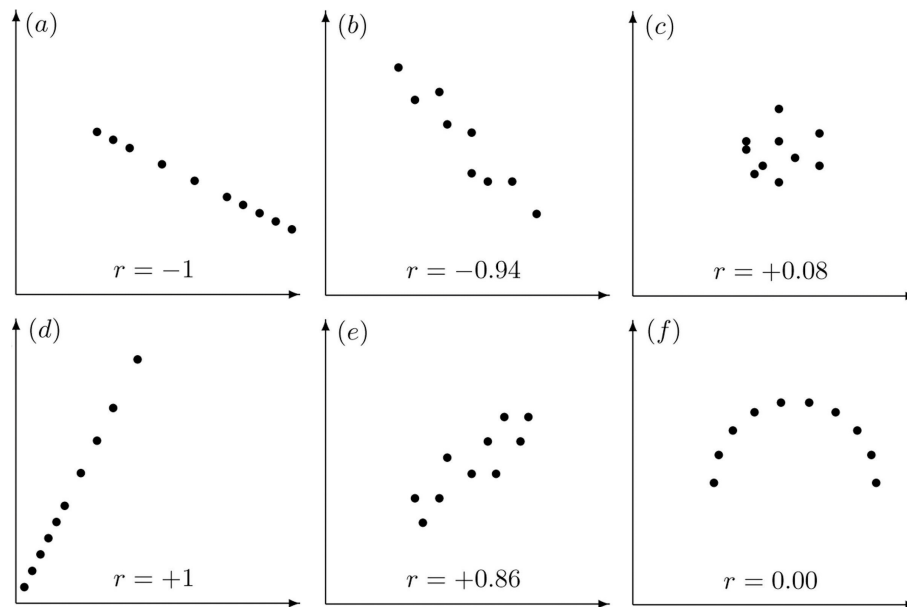 (a)
(b)
(c)
r = −1
r = −0.94
r = +0.08
(d)
(e)
(f)
r = +1
r = +0.86
r = 0.00